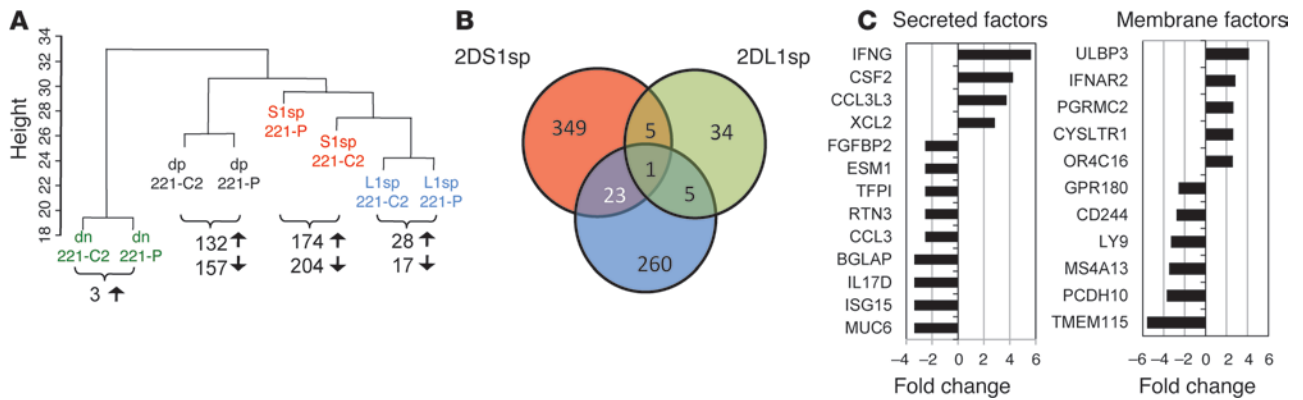 A
Height
34
32
30
28
26
24
22
20
18
S1sp
221-P
S1sp
221-C2
dp
221-C2
dp
221-P
L1sp
221-C2
L1sp
221-P
dn
221-C2
dn
221-P
3 ↑
132 ↑
157 ↓
174 ↑
204 ↓
28 ↑
17 ↓
B
2DS1sp
2DL1sp
349
5
34
1
23
5
260
C
Secreted factors
IFNG
CSF2
CCL3L3
XCL2
FGFBP2
ESM1
TFPI
RTN3
CCL3
BGLAP
IL17D
ISG15
MUC6
−4 −2 0 2 4 6
Fold change
Membrane factors
ULBP3
IFNAR2
PGRMC2
CYSLTR1
OR4C16
GPR180
CD244
LY9
MS4A13
PCDH10
TMEM115
−6 −4 −2 0 2 4 6
Fold change